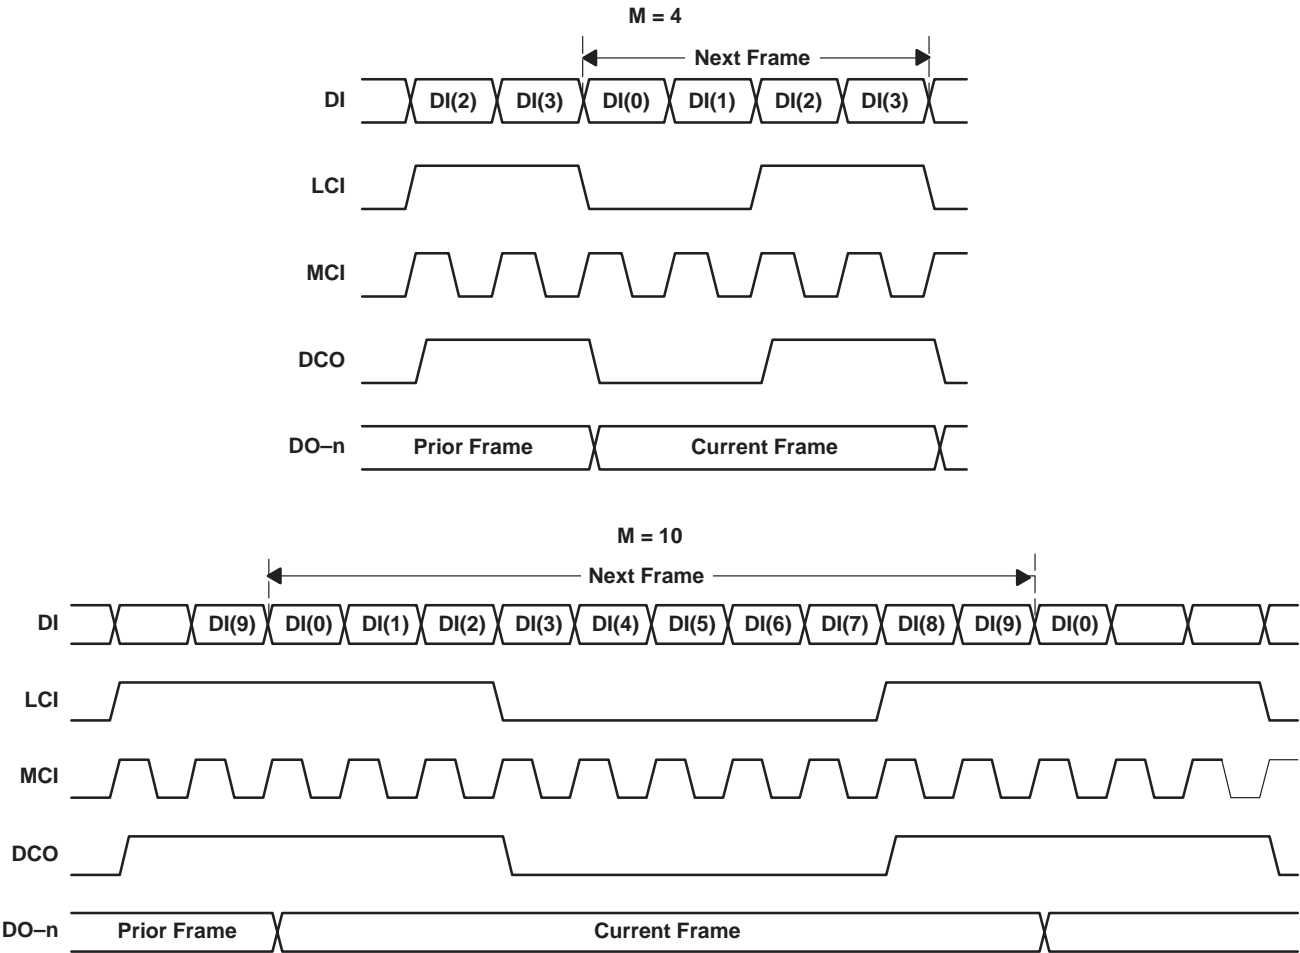 M = 4
Next Frame
DI DI(2) DI(3) DI(0) DI(1) DI(2) DI(3)
LCI
MCI
DCO
DO–n Prior Frame Current Frame
M = 10
Next Frame
DI DI(9) DI(0) DI(1) DI(2) DI(3) DI(4) DI(5) DI(6) DI(7) DI(8) DI(9) DI(0)
LCI
MCI
DCO
DO–n Prior Frame Current Frame